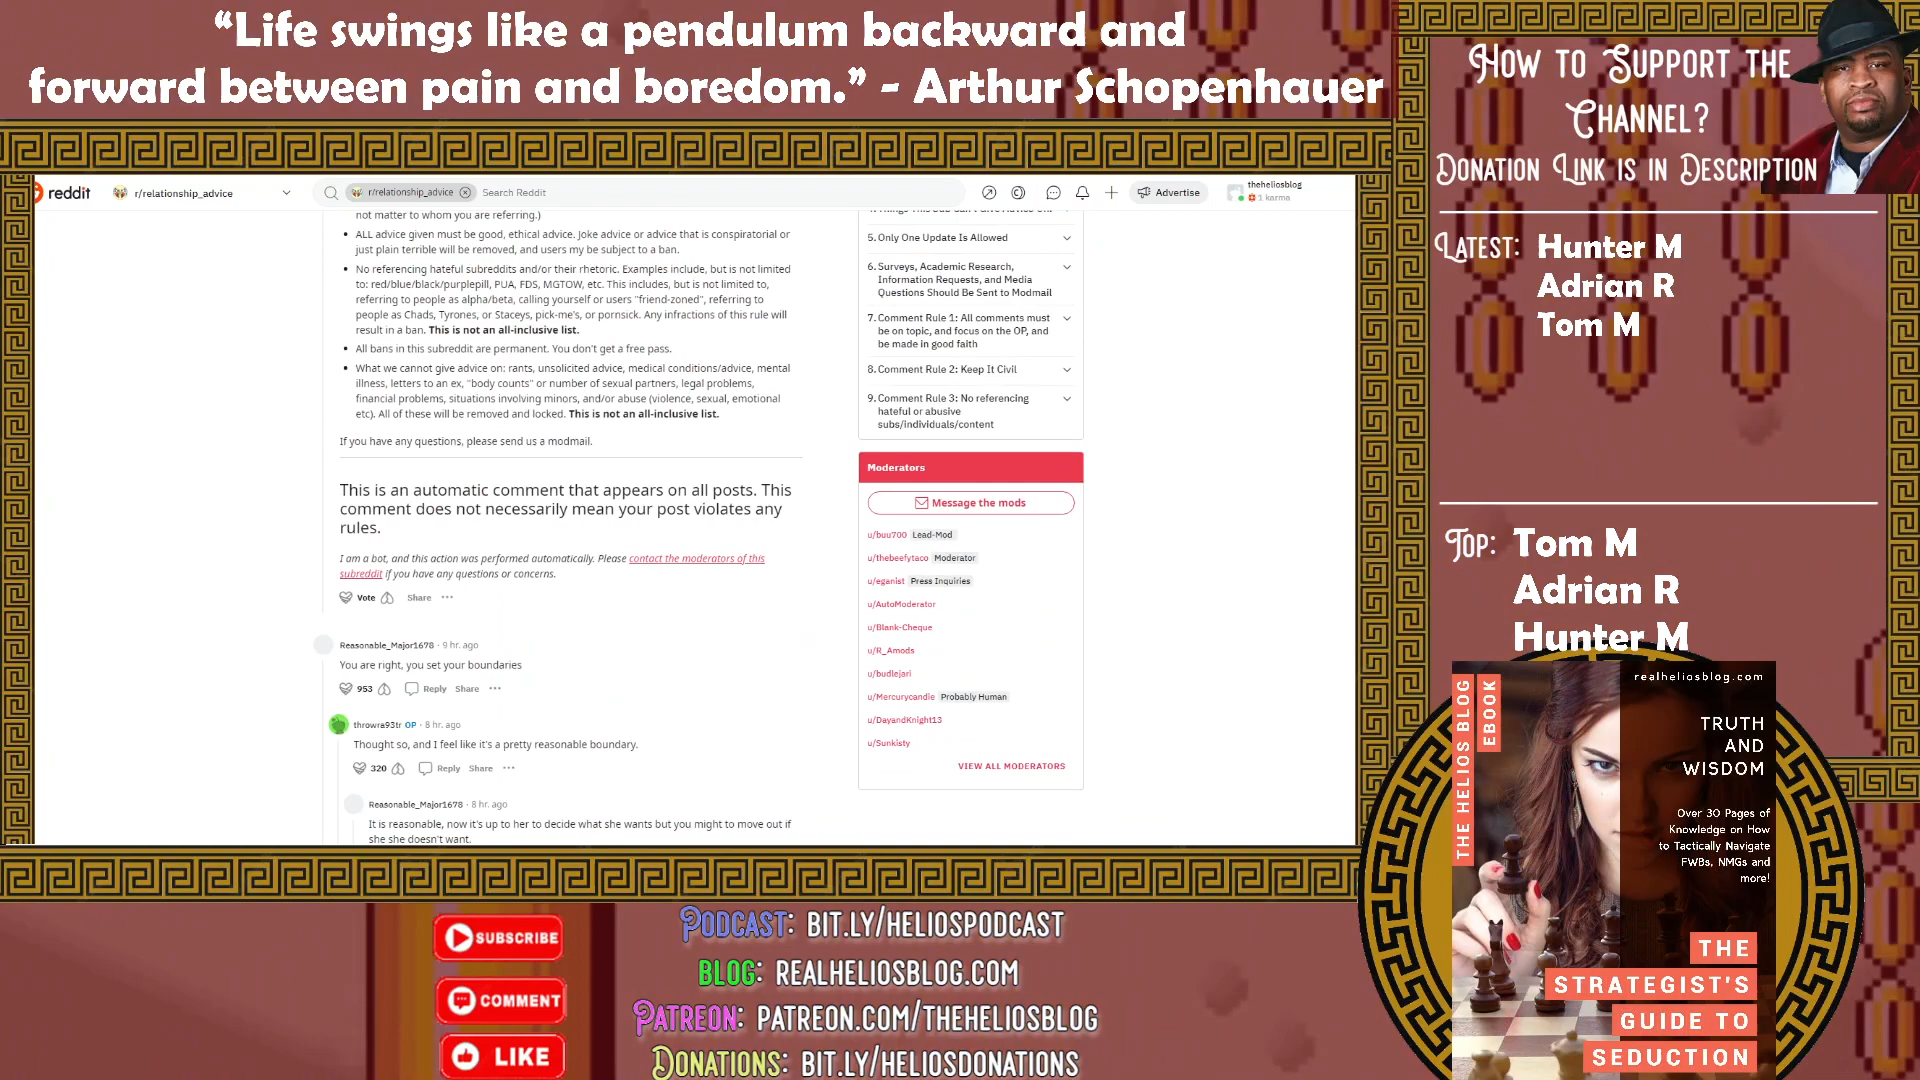 “Life swings like a pendulum backward and
forward between pain and boredom.” - Arthur Schopenhauer
How to Support the
Channel?
Donation Link is in Description
Latest: Hunter M
Adrian R
Tom M
Top: Tom M
Adrian R
Hunter M
reddit
r/relationship_advice
r/relationship_advice
Search Reddit
Advertise
theheliosblog
1 karma
not matter to whom you are referring.)
• ALL advice given must be good, ethical advice. Joke advice or advice that is conspiratorial or
just plain terrible will be removed, and users my be subject to a ban.
• No referencing hateful subreddits and/or their rhetoric. Examples include, but is not limited
to: red/blue/black/purplepill, PUA, FDS, MGTOW, etc. This includes, but is not limited to,
referring to people as alpha/beta, calling yourself or users "friend-zoned", referring to
people as Chads, Tyrones, or Staceys, pick-me's, or pornsick. Any infractions of this rule will
result in a ban. This is not an all-inclusive list.
• All bans in this subreddit are permanent. You don't get a free pass.
• What we cannot give advice on: rants, unsolicited advice, medical conditions/advice, mental
illness, letters to an ex, "body counts" or number of sexual partners, legal problems,
financial problems, situations involving minors, and/or abuse (violence, sexual, emotional
etc). All of these will be removed and locked. This is not an all-inclusive list.
If you have any questions, please send us a modmail.
This is an automatic comment that appears on all posts. This
comment does not necessarily mean your post violates any
rules.
I am a bot, and this action was performed automatically. Please contact the moderators of this
subreddit if you have any questions or concerns.
Vote Share ...
Reasonable_Major1678 · 9 hr. ago
You are right, you set your boundaries
953 Reply Share ...
throwra93tr OP · 8 hr. ago
Thought so, and I feel like it's a pretty reasonable boundary.
320 Reply Share ...
Reasonable_Major1678 · 8 hr. ago
It is reasonable, now it's up to her to decide what she wants but you might to move out if
she she doesn't want.
5. Only One Update Is Allowed
6. Surveys, Academic Research,
Information Requests, and Media
Questions Should Be Sent to Modmail
7. Comment Rule 1: All comments must
be on topic, and focus on the OP, and
be made in good faith
8. Comment Rule 2: Keep It Civil
9. Comment Rule 3: No referencing
hateful or abusive
subs/individuals/content
Moderators
Message the mods
u/buu700 Lead-Mod
u/thebeefytaco Moderator
u/eganist Press Inquiries
u/AutoModerator
u/Blank-Cheque
u/R_Amods
u/budlejari
u/Mercurycandie Probably Human
u/DayandKnight13
u/Sunkisty
VIEW ALL MODERATORS
SUBSCRIBE
COMMENT
LIKE
Podcast: bit.ly/heliospodcast
Blog: realheliosblog.com
Patreon: patreon.com/theheliosblog
Donations: bit.ly/heliosdonations
THE HELIOS BLOG
EBOOK
realheliosblog.com
TRUTH
AND
WISDOM
Over 30 Pages of
Knowledge on How
to Tactically Navigate
FWBs, NMGs and
more!
THE
STRATEGIST'S
GUIDE TO
SEDUCTION